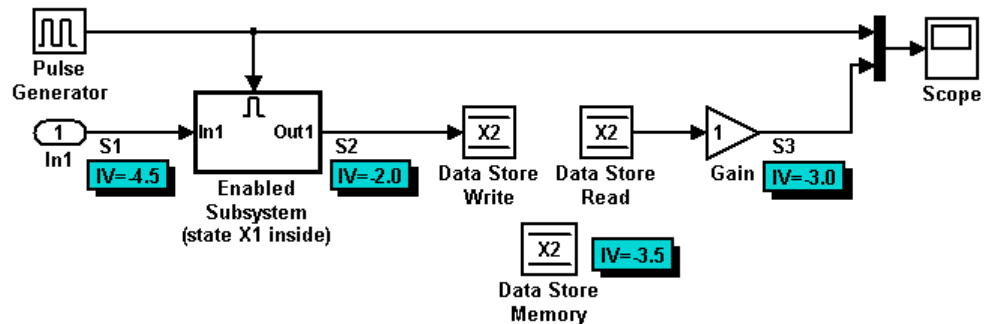 Pulse
Generator
Scope
1
In1
S1
IV=-4.5
In1
Out1
Enabled
Subsystem
(state X1 inside)
S2
IV=-2.0
X2
Data Store
Write
X2
Data Store
Read
1
Gain
S3
IV=-3.0
X2
IV=-3.5
Data Store
Memory